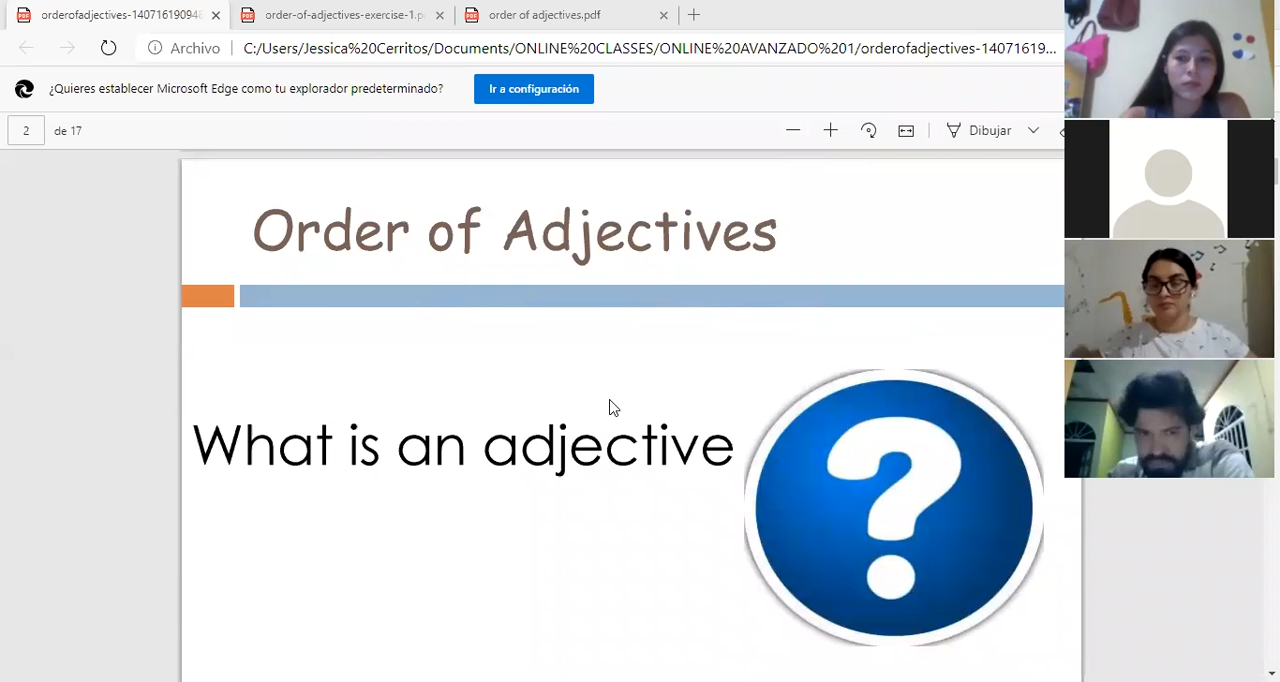 orderofadjectives-1407161909
order-of-adjectives-exercise-1.p
order of adjectives.pdf
Archivo
C:/Users/Jessica%20Cerritos/Documents/ONLINE%20CLASSES/ONLINE%20AVANZADO%201/orderofadjectives-14071619...
¿Quieres establecer Microsoft Edge como tu explorador predeterminado?
Ir a configuración
2 de 17
Dibujar
Order of Adjectives
What is an adjective
?